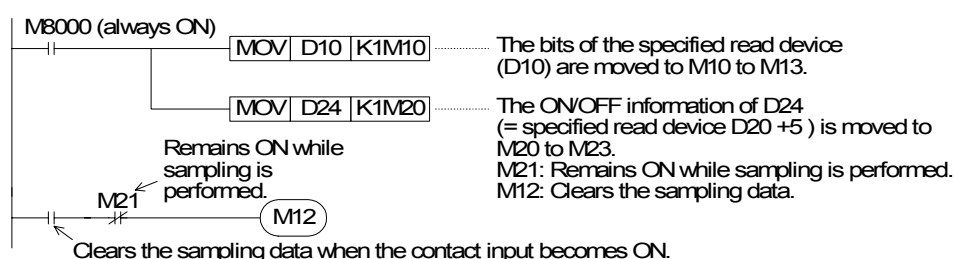 M8000 (always ON)
MOV D10 K1M10
The bits of the specified read device
(D10) are moved to M10 to M13.
MOV D24 K1M20
The ON/OFF information of D24
(= specified read device D20 +5 ) is moved to
M20 to M23.
M21: Remains ON while sampling is performed.
M12: Clears the sampling data.
Remains ON while
sampling is
performed.
M21
M12
Clears the sampling data when the contact input becomes ON.